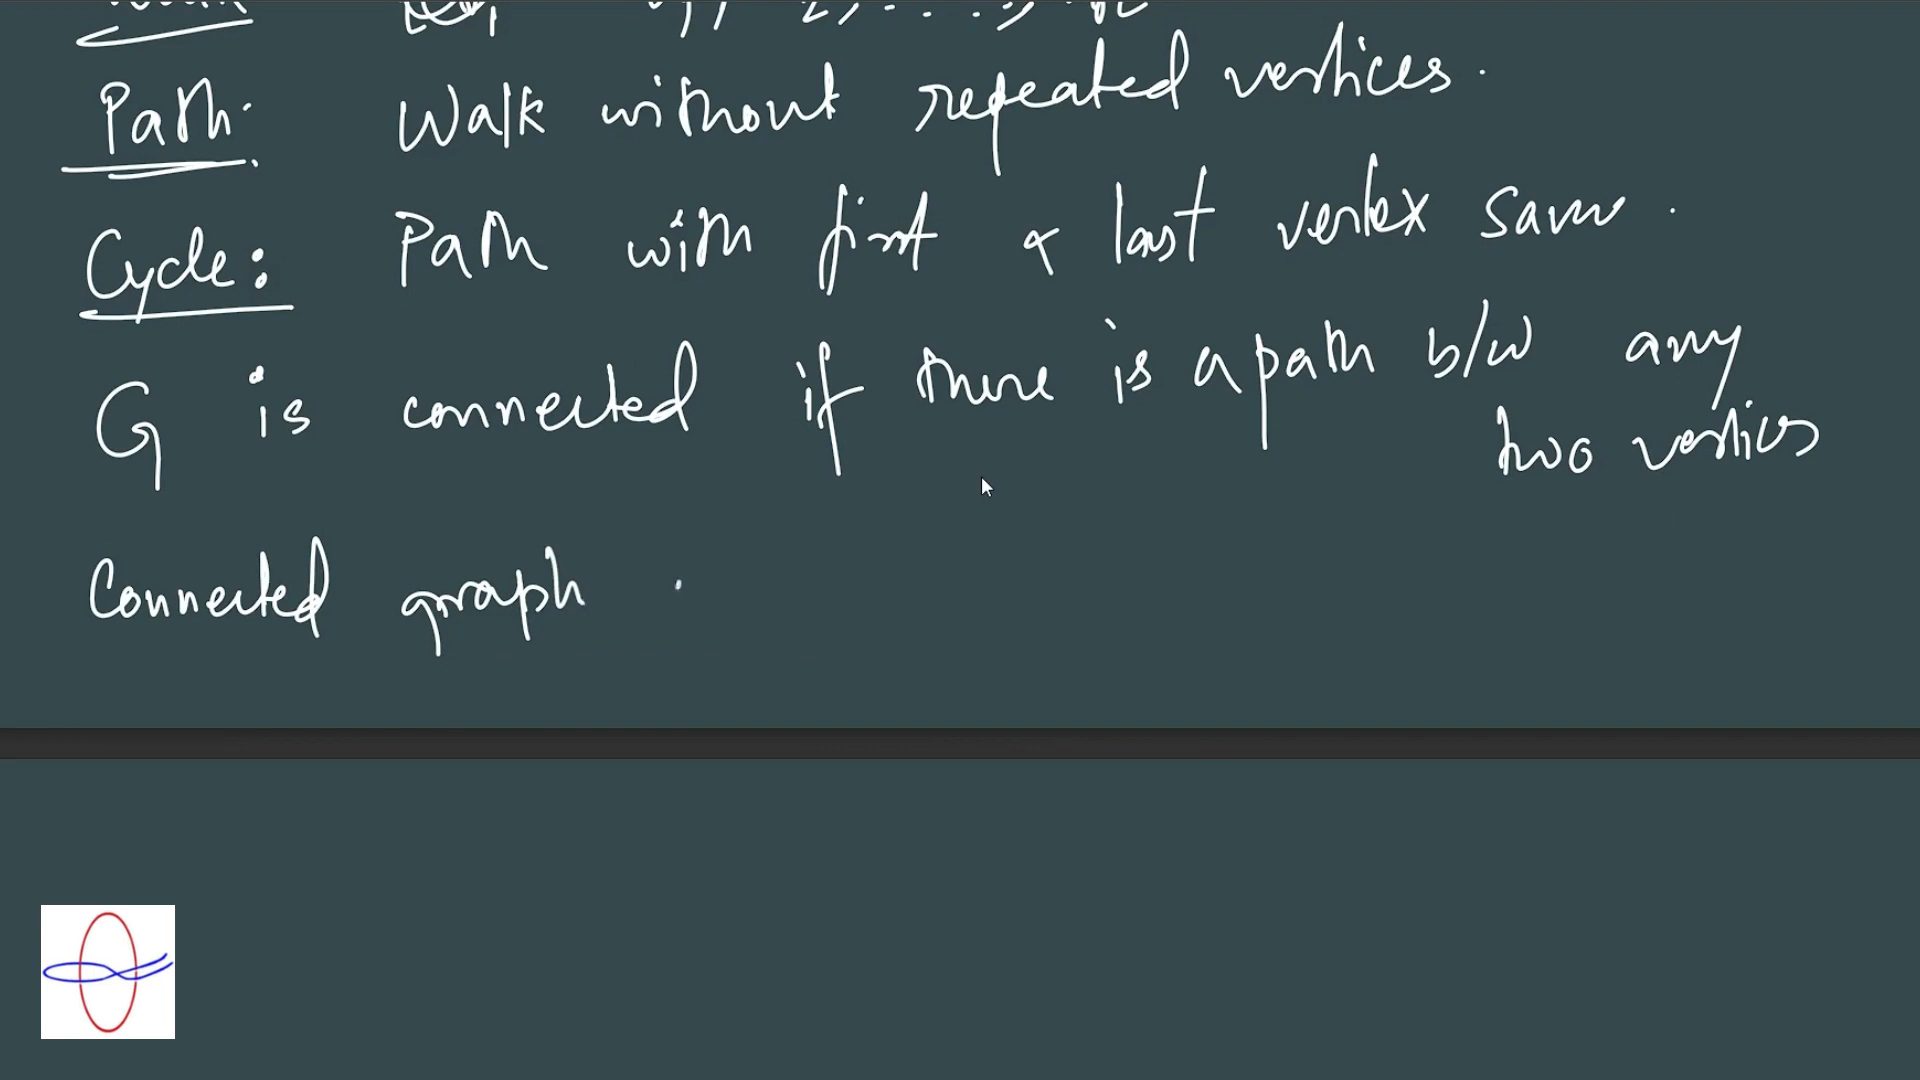 Path:
Walk without repeated vertices.
Cycle: Path with first & last vertex same.
G is connected if there is a path b/w any
two vertices
Connected graph .